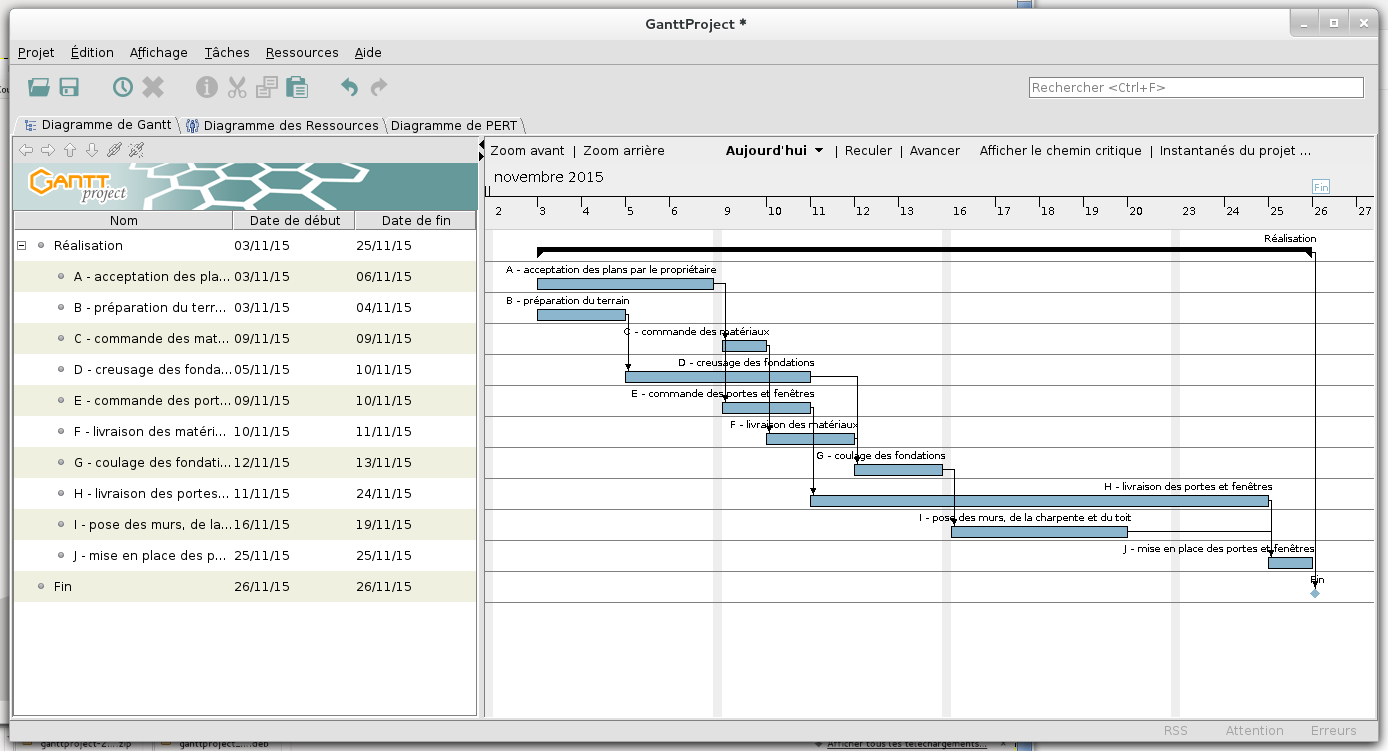 GanttProject *
Projet Édition Affichage Tâches Ressources Aide
Rechercher <Ctrl+F>
Diagramme de Gantt Diagramme des Ressources Diagramme de PERT
Zoom avant | Zoom arrière Aujourd'hui | Reculer | Avancer Afficher le chemin critique | Instantanés du projet ...
GANTT
project
novembre 2015
Fin
Nom Date de début Date de fin
2 3 4 5 6 9 10 11 12 13 16 17 18 19 20 23 24 25 26 27
Réalisation 03/11/15 25/11/15
Réalisation
A - acceptation des pla... 03/11/15 06/11/15
A - acceptation des plans par le propriétaire
B - préparation du terr... 03/11/15 04/11/15
B - préparation du terrain
C - commande des mat... 09/11/15 09/11/15
C - commande des matériaux
D - creusage des fonda... 05/11/15 10/11/15
D - creusage des fondations
E - commande des port... 09/11/15 10/11/15
E - commande des portes et fenêtres
F - livraison des matéri... 10/11/15 11/11/15
F - livraison des matériaux
G - coulage des fondati... 12/11/15 13/11/15
G - coulage des fondations
H - livraison des portes... 11/11/15 24/11/15
H - livraison des portes et fenêtres
I - pose des murs, de la... 16/11/15 19/11/15
I - pose des murs, de la charpente et du toit
J - mise en place des p... 25/11/15 25/11/15
J - mise en place des portes et fenêtres
Fin 26/11/15 26/11/15
Fin
RSS Attention Erreurs
ganttproject-2....zip ganttproject_....deb Afficher tous les téléchargements...